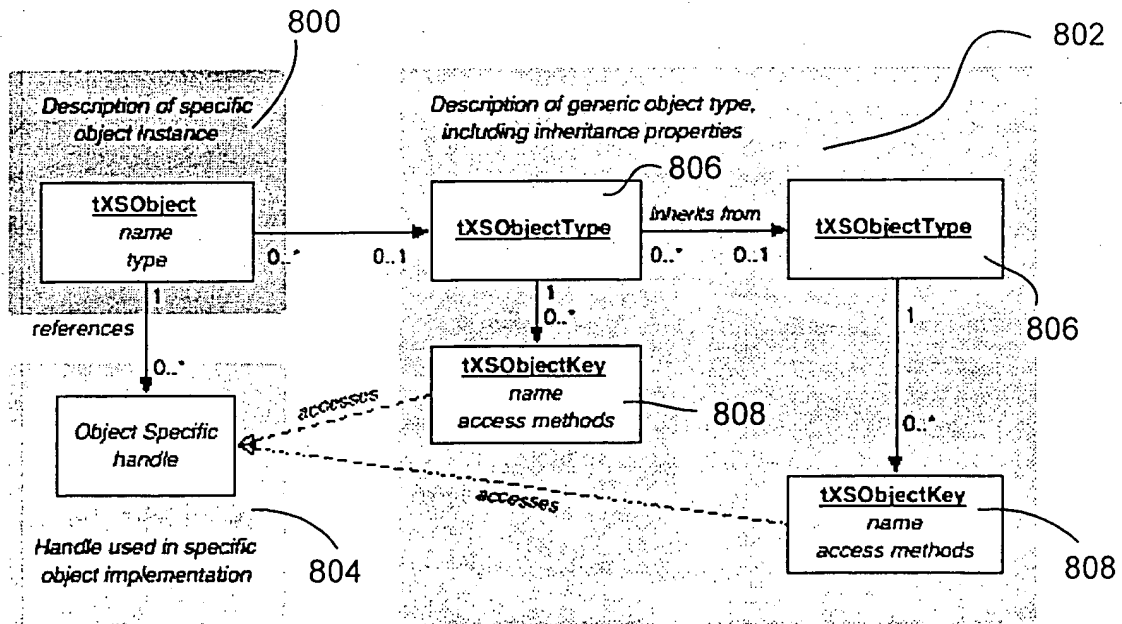 800
802
Description of specific
object Instance
Description of generic object type,
including inheritance properties
806
tXSObject
name
type
0..*
0..1
tXSObjectType
Inherits from
0..*
0..1
tXSObjectType
806
1
references
0..*
1
0..*
1
0..*
tXSObjectKey
name
access methods
808
accesses
Object Specific
handle
accesses
tXSObjectKey
name
access methods
808
Handle used in specific
object implementation
804